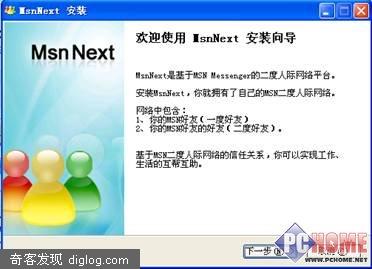 MsnNext 安装
Msn Next
欢迎使用 MsnNext 安装向导
MsnNext是基于MSN Messenger的二度人际网络平台。
安装MsnNext，你就拥有了自己的MSN二度人际网络。
网络中包含：
1、你的MSN好友（一度好友）
2、你的MSN好友的好友（二度好友）。
基于MSN二度人际网络的信任关系，你可以实现工作、
生活的互帮互助。
下一步(N)
PCHOME
WWW.PCHOME.NET
奇客发现 diglog.com